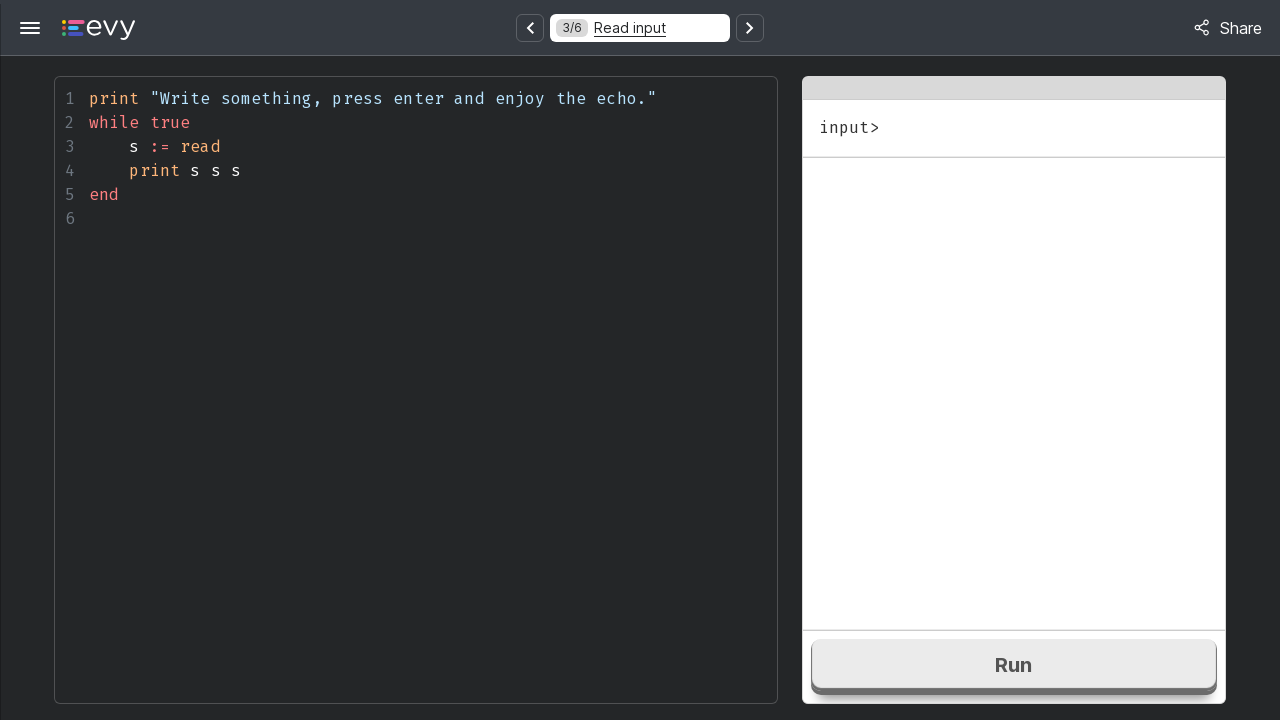 evy
3/6 Read input
Share
1 print "Write something, press enter and enjoy the echo."
2 while true
3     s := read
4     print s s s
5 end
6
input>
Run